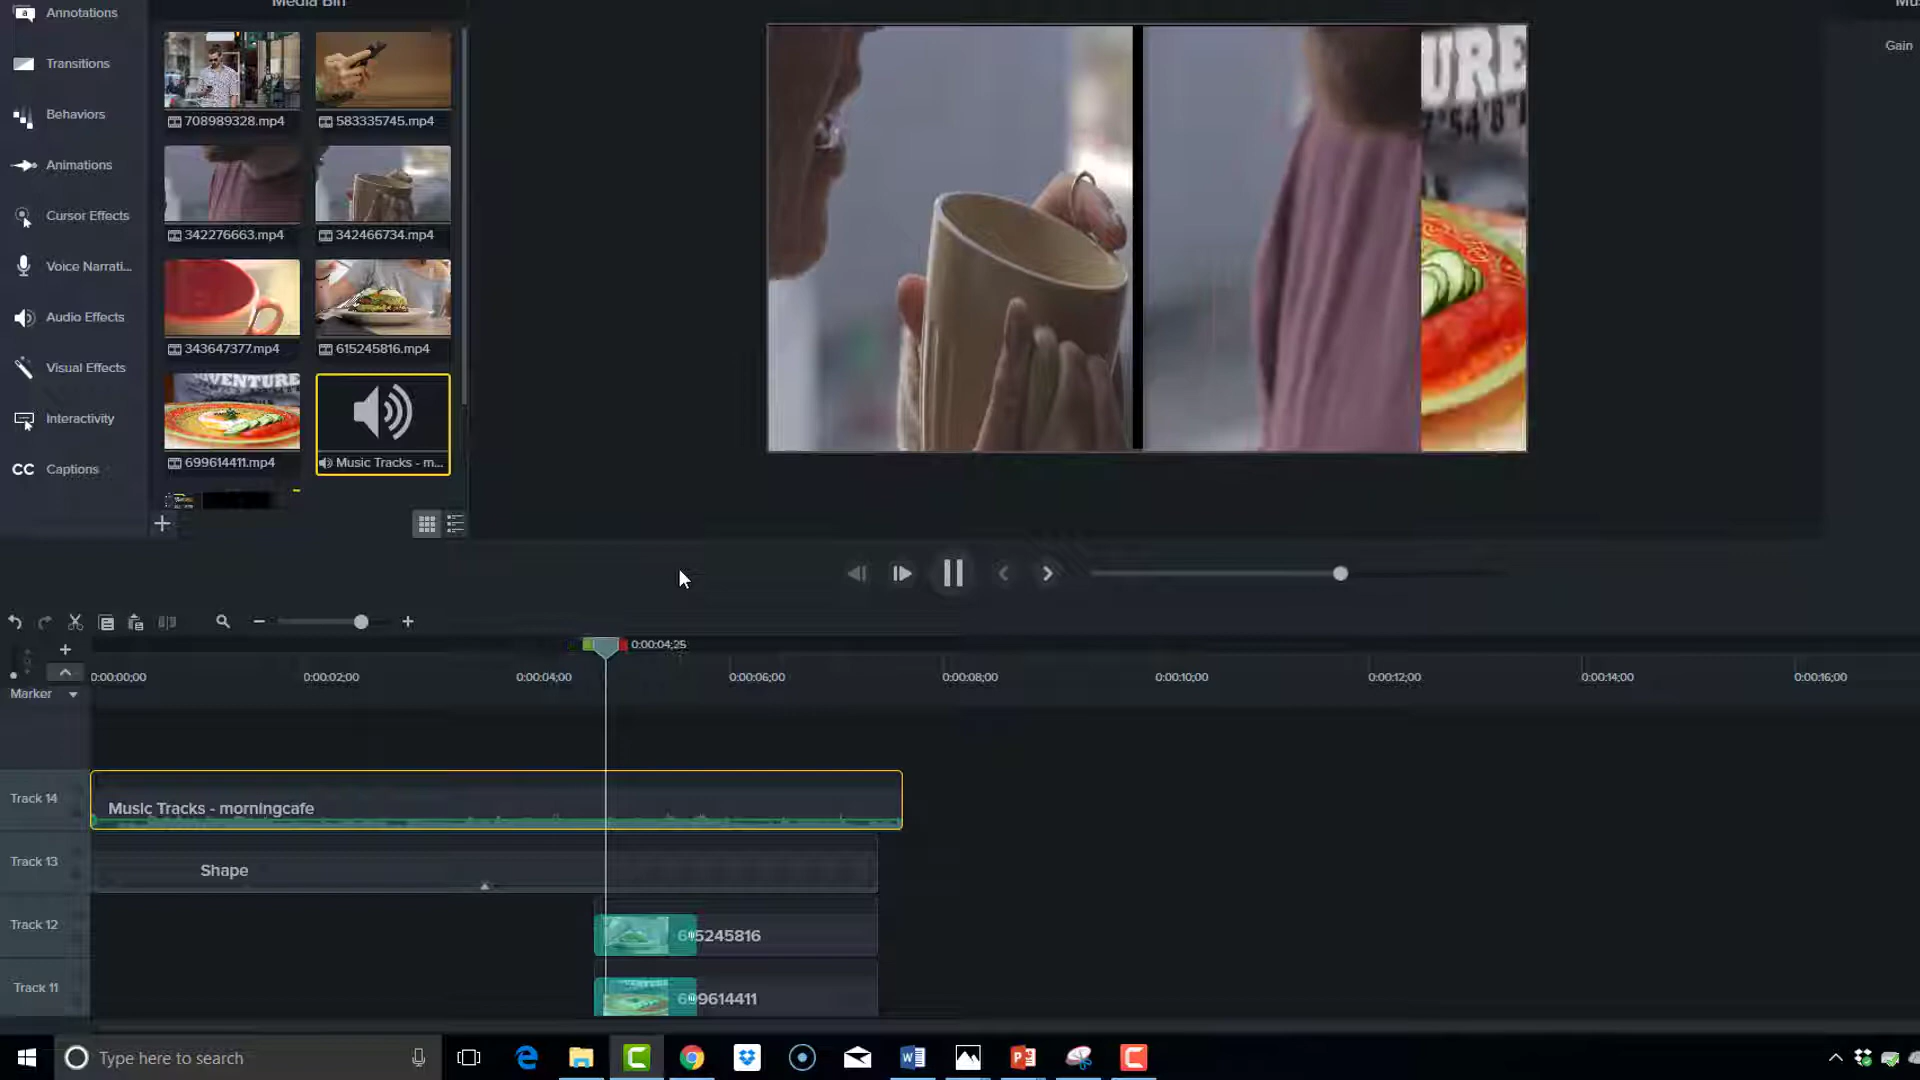 Annotations
Media Bin
Gain
Transitions
Behaviors
Animations
Cursor Effects
Voice Narrati...
Audio Effects
Visual Effects
Interactivity
CC Captions
708989328.mp4
583335745.mp4
342276663.mp4
342466734.mp4
343647377.mp4
615245816.mp4
699614411.mp4
Music Tracks - m...
URE
DVENTURE
0:00:04;25
0:00:00;00
0:00:02;00
0:00:04;00
0:00:06;00
0:00:08;00
0:00:10;00
0:00:12;00
0:00:14;00
0:00:16;00
Marker
Track 14
Music Tracks - morningcafe
Track 13
Shape
Track 12
615245816
Track 11
699614411
Type here to search